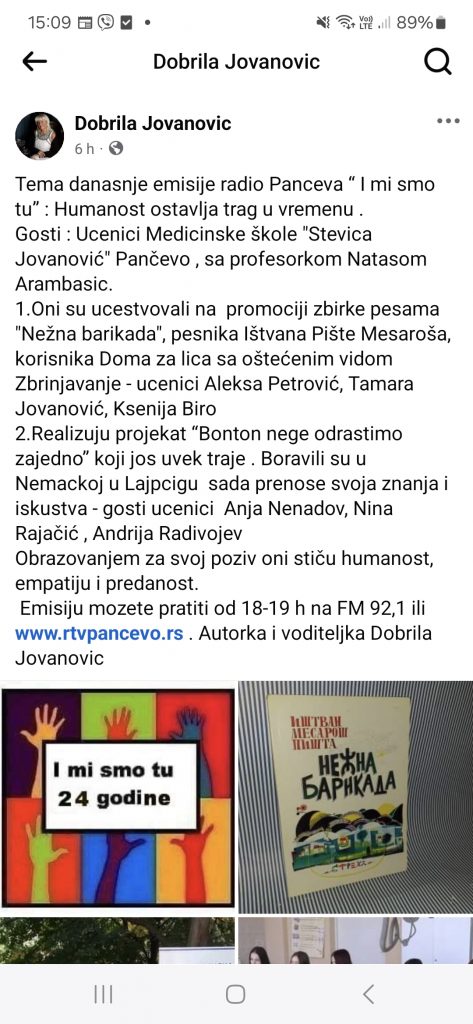 15:09
Vo))
LTE
89%
Dobrila Jovanovic
Dobrila Jovanovic
6 h ·
Tema danasnje emisije radio Panceva “ I mi smo
tu” : Humanost ostavlja trag u vremenu .
Gosti : Ucenici Medicinske škole "Stevica
Jovanović" Pančevo , sa profesorkom Natasom
Arambasic.
1.Oni su ucestvovali na promociji zbirke pesama
"Nežna barikada", pesnika Ištvana Pište Mesaroša,
korisnika Doma za lica sa oštećenim vidom
Zbrinjavanje - ucenici Aleksa Petrović, Tamara
Jovanović, Ksenija Biro
2.Realizuju projekat “Bonton nege odrastimo
zajedno” koji jos uvek traje . Boravili su u
Nemackoj u Lajpcigu sada prenose svoja znanja i
iskustva - gosti ucenici Anja Nenadov, Nina
Rajačić , Andrija Radivojev
Obrazovanjem za svoj poziv oni stiču humanost,
empatiju i predanost.
Emisiju mozete pratiti od 18-19 h na FM 92,1 ili
www.rtvpancevo.rs . Autorka i voditeljka Dobrila
Jovanovic
I mi smo tu
24 godine
ИШТВАН
МЕСАРОШ
ПИШТА
НЕЖНА
БАРИКАДА
СТРЕХА